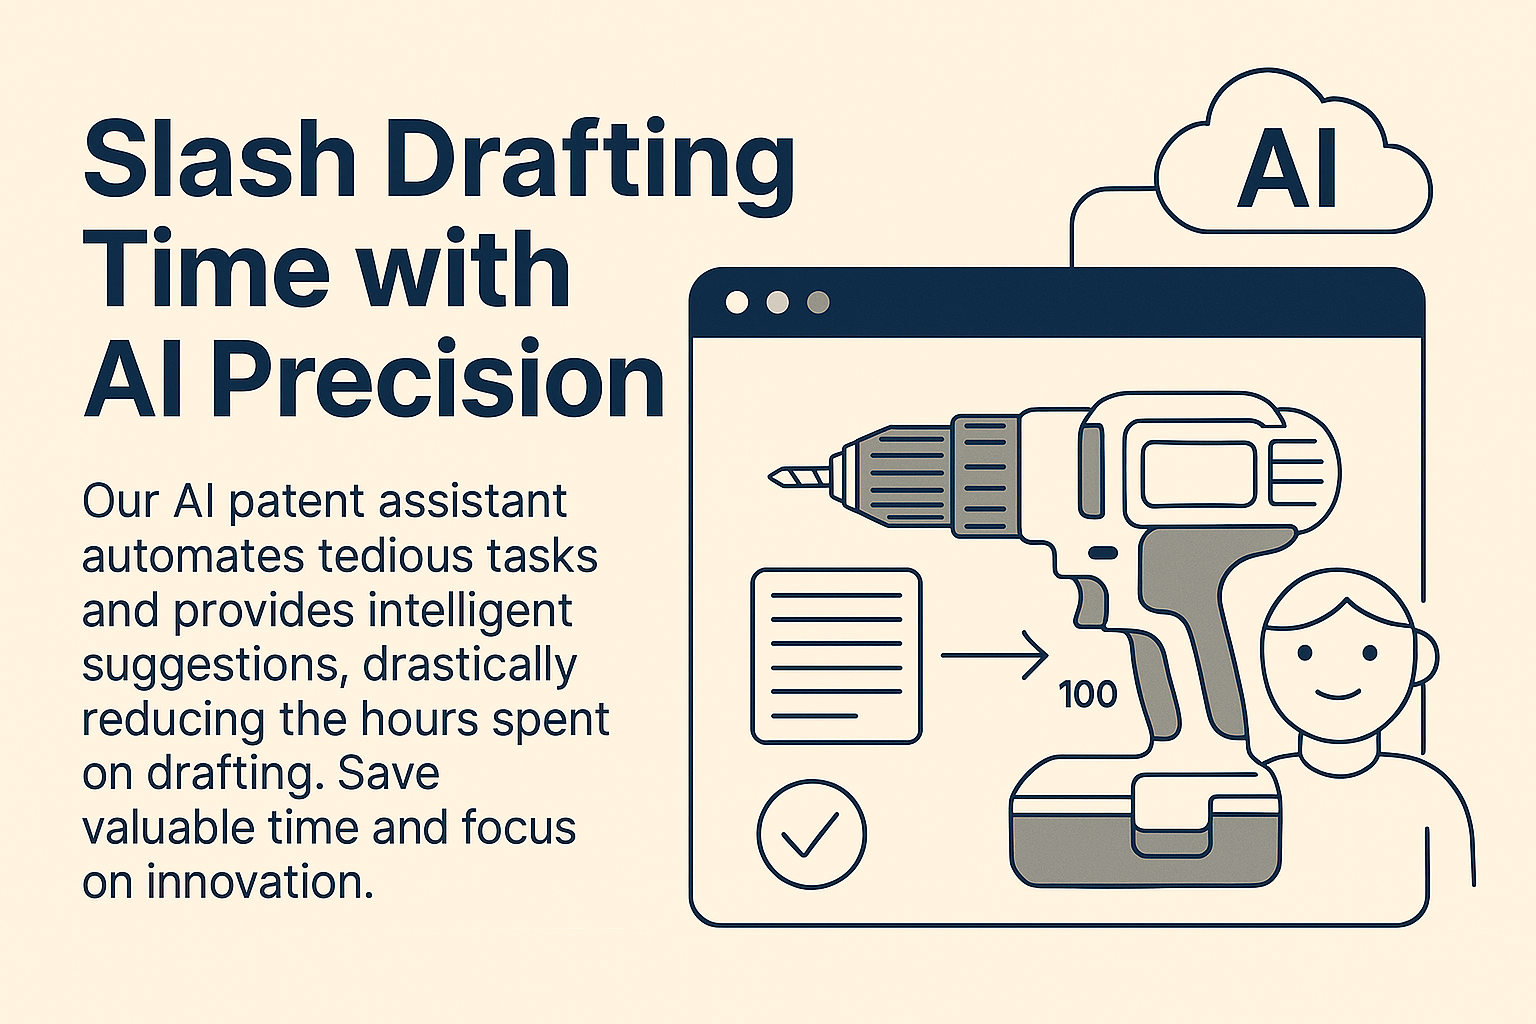 Slash Drafting
Time with
AI Precision
Our AI patent assistant
automates tedious tasks
and provides intelligent
suggestions, drastically
reducing the hours spent
on drafting. Save
valuable time and focus
on innovation.
AI
100